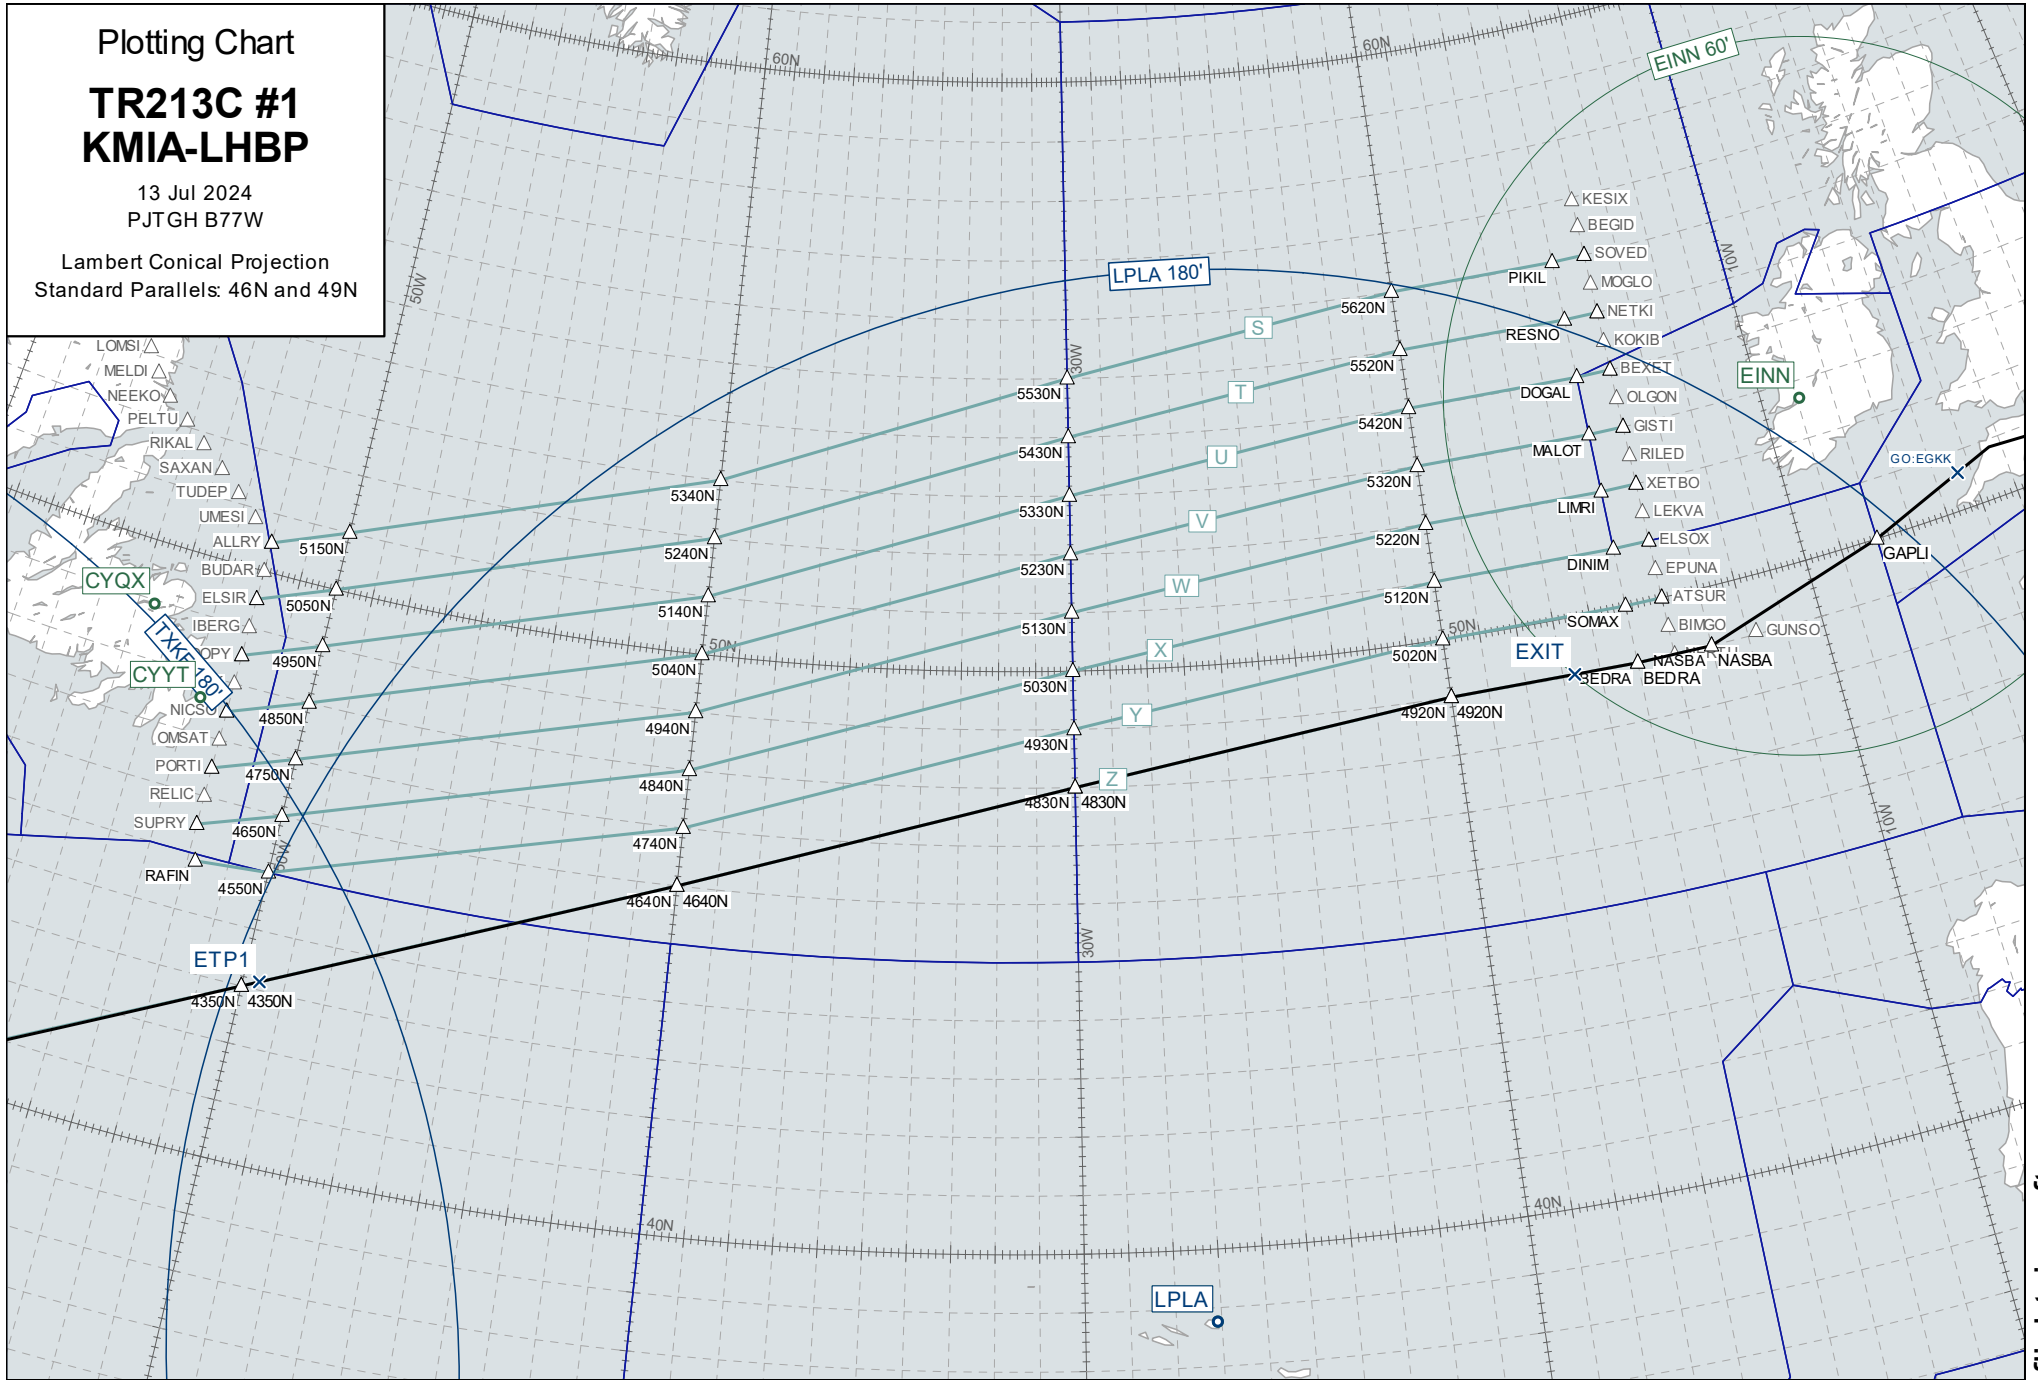 Plotting Chart
TR213C #1
KMIA-LHBP
13 Jul 2024
PJTGH B77W
Lambert Conical Projection
Standard Parallels: 46N and 49N
60N
60N
EINN 60'
50W
10W
KESIX
BEGID
SOVED
PIKIL
MOGLO
LPLA 180'
5620N
NETKI
RESNO
KOKIB
S
LOMSI
MELDI
NEEKO
PELTU
RIKAL
SAXAN
TUDEP
UMESI
ALLRY
BUDAR
ELSIR
IBERG
OPY
NICSO
OMSAT
PORTI
RELIC
SUPRY
RAFIN
CYQX
CYYT
TXKF 180'
5150N
5050N
4950N
4850N
4750N
4650N
4550N
50W
5340N
5240N
5140N
50N
5040N
4940N
4840N
4740N
4640N
4640N
30W
5530N
5430N
5330N
5230N
5130N
5030N
4930N
4830N
4830N
T
U
V
W
X
Y
Z
5520N
5420N
5320N
5220N
5120N
50N
5020N
4920N
4920N
BEXET
DOGAL
OLGON
GISTI
MALOT
RILED
XETBO
LIMRI
LEKVA
ELSOX
DINIM
EPUNA
ATSUR
SOMAX
BIMGO
GUNSO
EXIT
NASBA
NASBA
BEDRA
BEDRA
EINN
GO:EGKK
GAPLI
10W
ETP1
4350N
4350N
30W
40N
40N
LPLA